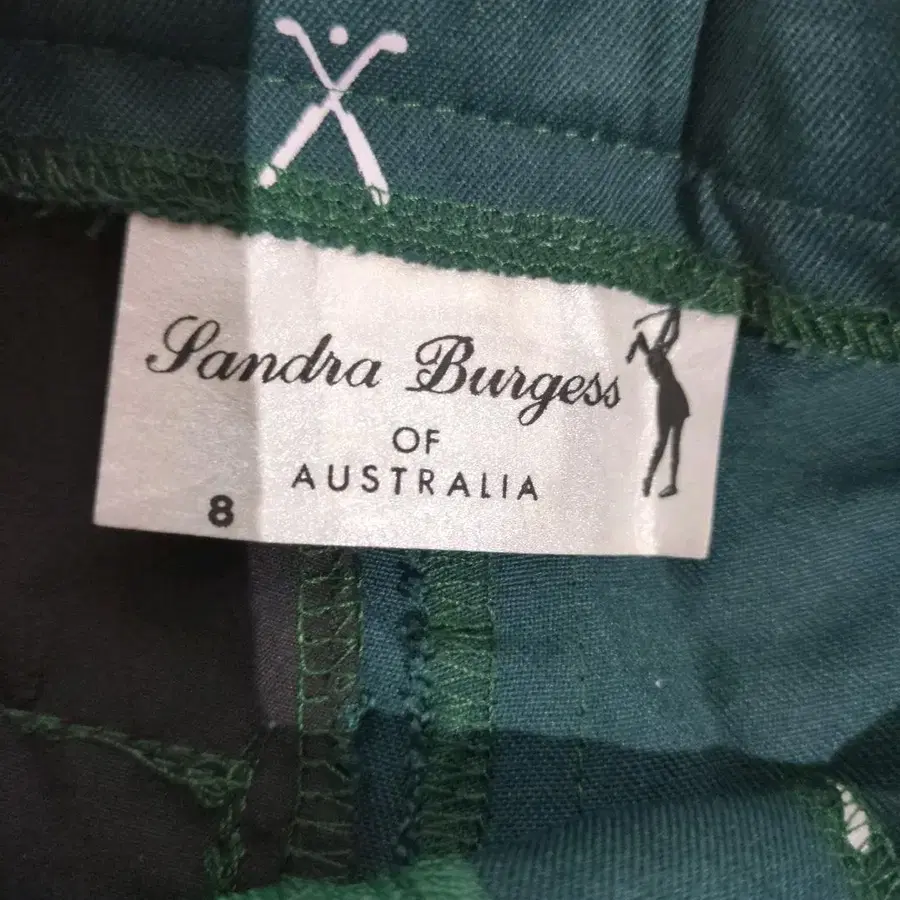 Sandra Burgess
OF
AUSTRALIA
8